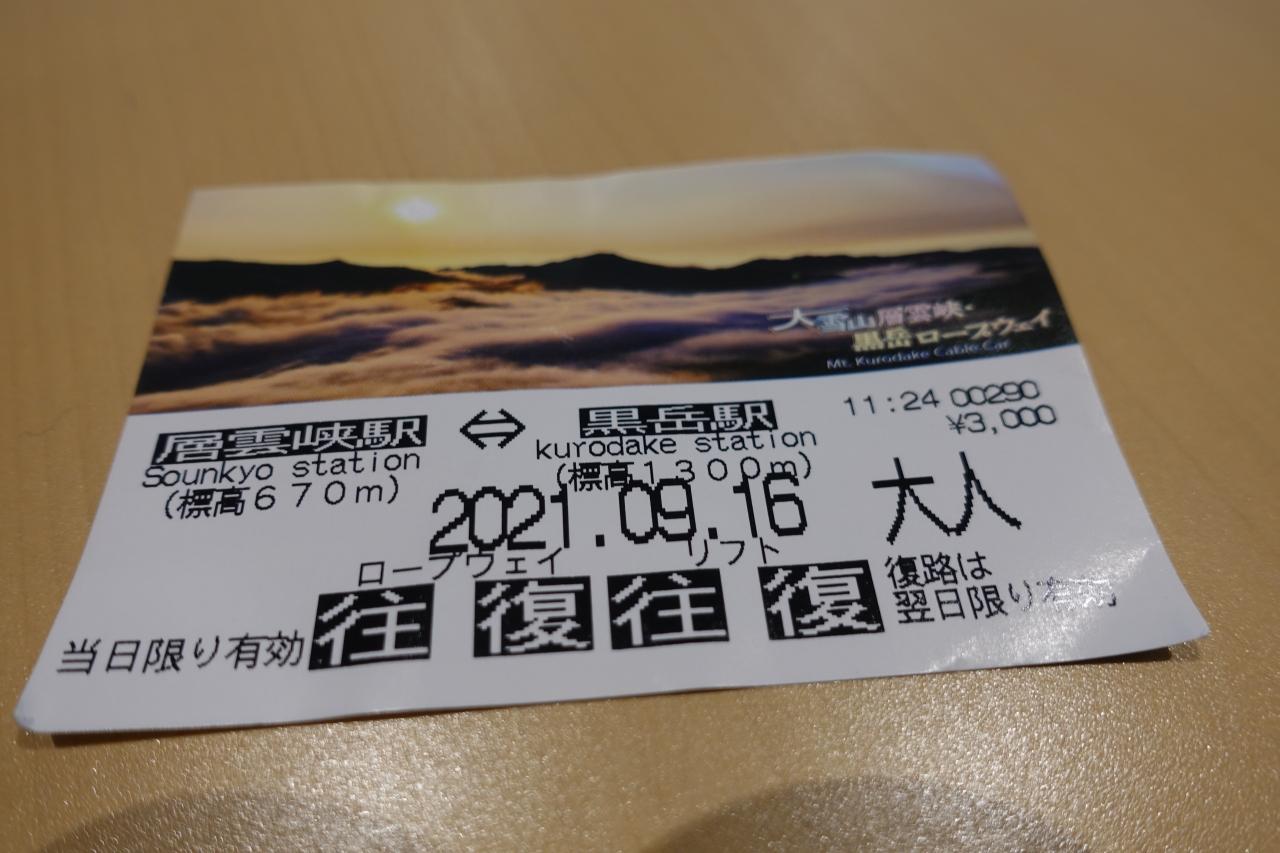 大雪山層雲峡・
黒岳ロープウェイ
Mt. Kurodake Cable Car
11:24 00290
¥3,000
層雲峡駅 ⇔ 黒岳駅
Sounkyo station kurodake station
(標高670m) (標高1300m)
2021.09.16 大人
ロープウェイ リフト
当日限り有効 往 復 往 復 復路は
翌日限り有効